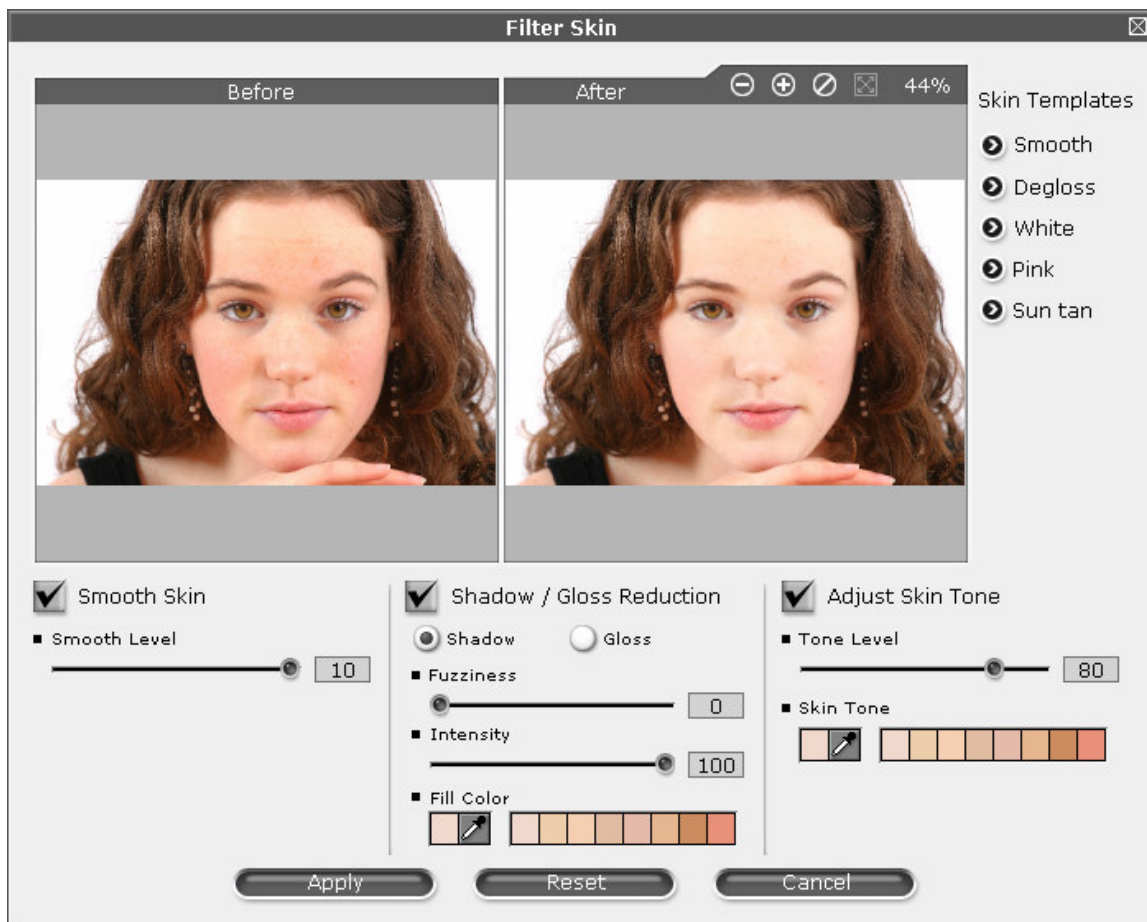 Filter Skin
Before
After
44%
Skin Templates
Smooth
Degloss
White
Pink
Sun tan
Smooth Skin
Smooth Level
10
Shadow / Gloss Reduction
Shadow Gloss
Fuzziness
0
Intensity
100
Fill Color
Adjust Skin Tone
Tone Level
80
Skin Tone
Apply Reset Cancel